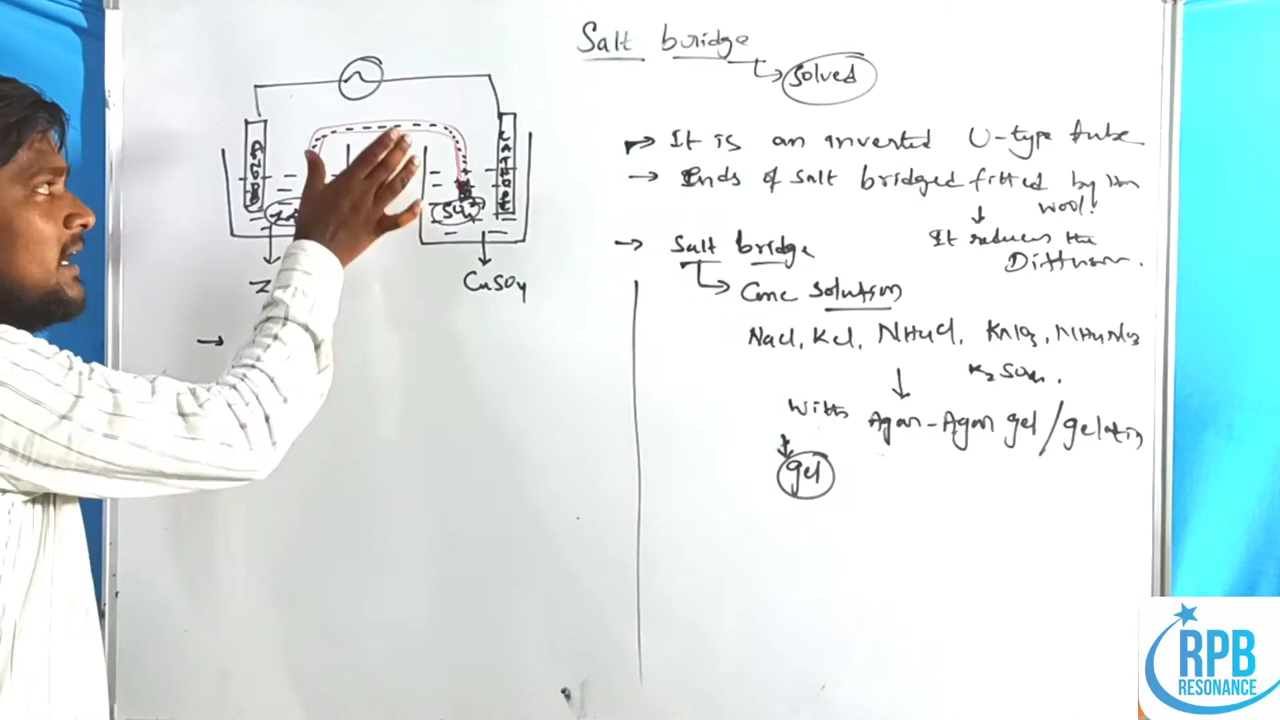 Salt bridge
Solved
→ It is an inverted U-type tube
→ Ends of salt bridged fitted by
wool.
It reduces the
Diffusion.
→ Salt bridge
Conc Solution
NaCl, KCl, NH4Cl, KNO3, NH4NO3
K2SO4.
With Agar-Agar gel/gelatin
gel
SO4²⁻
Z
CuSO4
→
RPB
RESONANCE